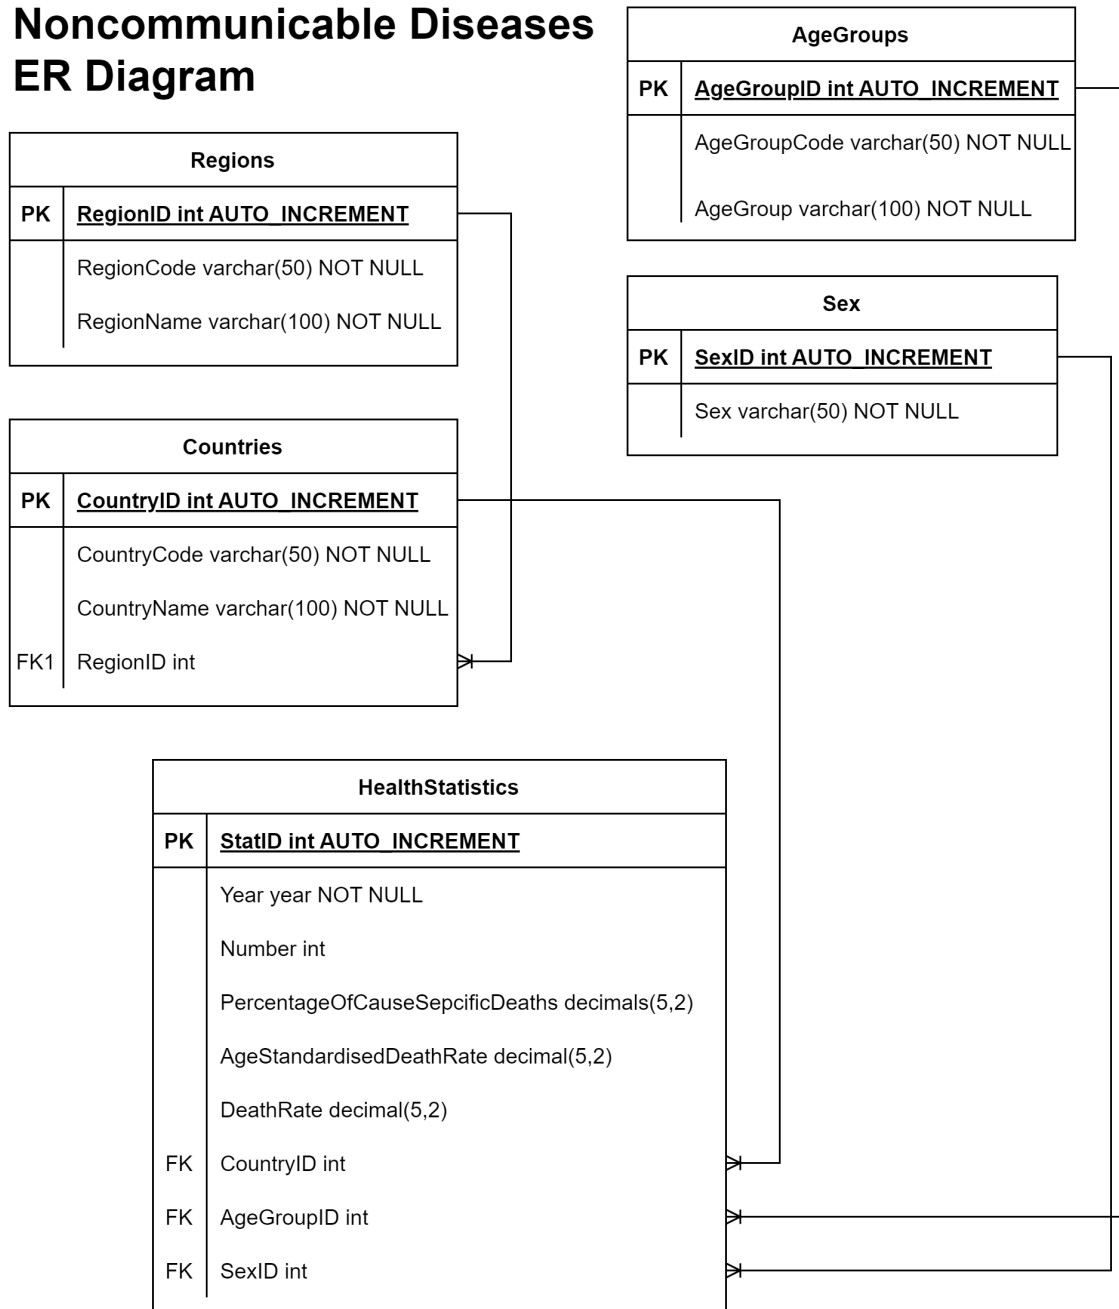 Noncommunicable Diseases
ER Diagram
AgeGroups
PK AgeGroupID int AUTO_INCREMENT
AgeGroupCode varchar(50) NOT NULL
AgeGroup varchar(100) NOT NULL
Regions
PK RegionID int AUTO_INCREMENT
RegionCode varchar(50) NOT NULL
RegionName varchar(100) NOT NULL
Sex
PK SexID int AUTO_INCREMENT
Sex varchar(50) NOT NULL
Countries
PK CountryID int AUTO_INCREMENT
CountryCode varchar(50) NOT NULL
CountryName varchar(100) NOT NULL
FK1 RegionID int
HealthStatistics
PK StatID int AUTO_INCREMENT
Year year NOT NULL
Number int
PercentageOfCauseSepcificDeaths decimals(5,2)
AgeStandardisedDeathRate decimal(5,2)
DeathRate decimal(5,2)
FK CountryID int
FK AgeGroupID int
FK SexID int